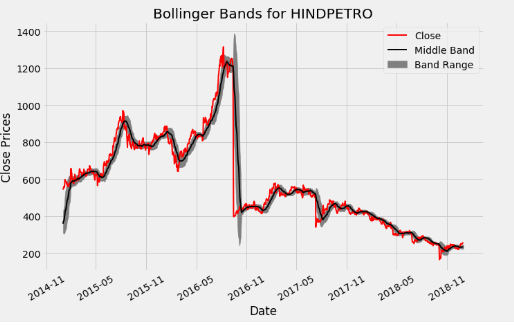 Bollinger Bands for HINDPETRO
Close
Middle Band
Band Range
Close Prices
1400
1200
1000
800
600
400
200
2014-11
2015-05
2015-11
2016-05
2016-11
2017-05
2017-11
2018-05
2018-11
Date